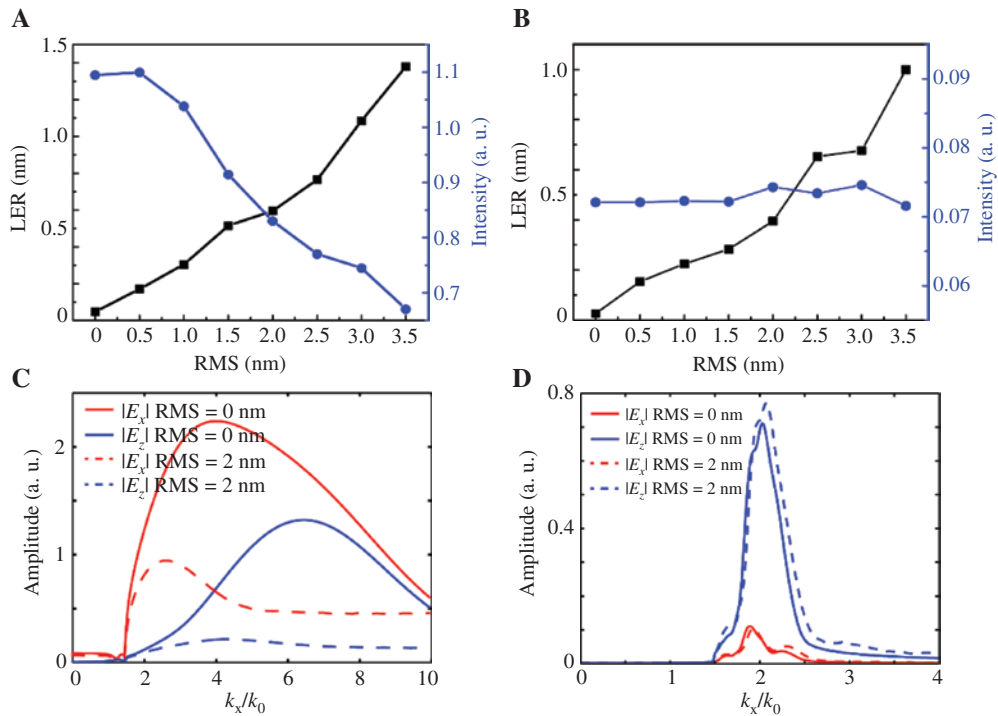 A
1.5
1.0
0.5
0
LER (nm)
1.1
1.0
0.9
0.8
0.7
Intensity (a. u.)
0 0.5 1.0 1.5 2.0 2.5 3.0 3.5
RMS (nm)
B
1.0
0.5
0
LER (nm)
0.09
0.08
0.07
0.06
Intensity (a. u.)
0 0.5 1.0 1.5 2.0 2.5 3.0 3.5
RMS (nm)
C
|Ex| RMS = 0 nm
|Ez| RMS = 0 nm
|Ex| RMS = 2 nm
|Ez| RMS = 2 nm
2
1
0
Amplitude (a. u.)
0 2 4 6 8 10
kx/k0
D
|Ex| RMS = 0 nm
|Ez| RMS = 0 nm
|Ex| RMS = 2 nm
|Ez| RMS = 2 nm
0.8
0.4
0
Amplitude (a. u.)
0 1 2 3 4
kx/k0